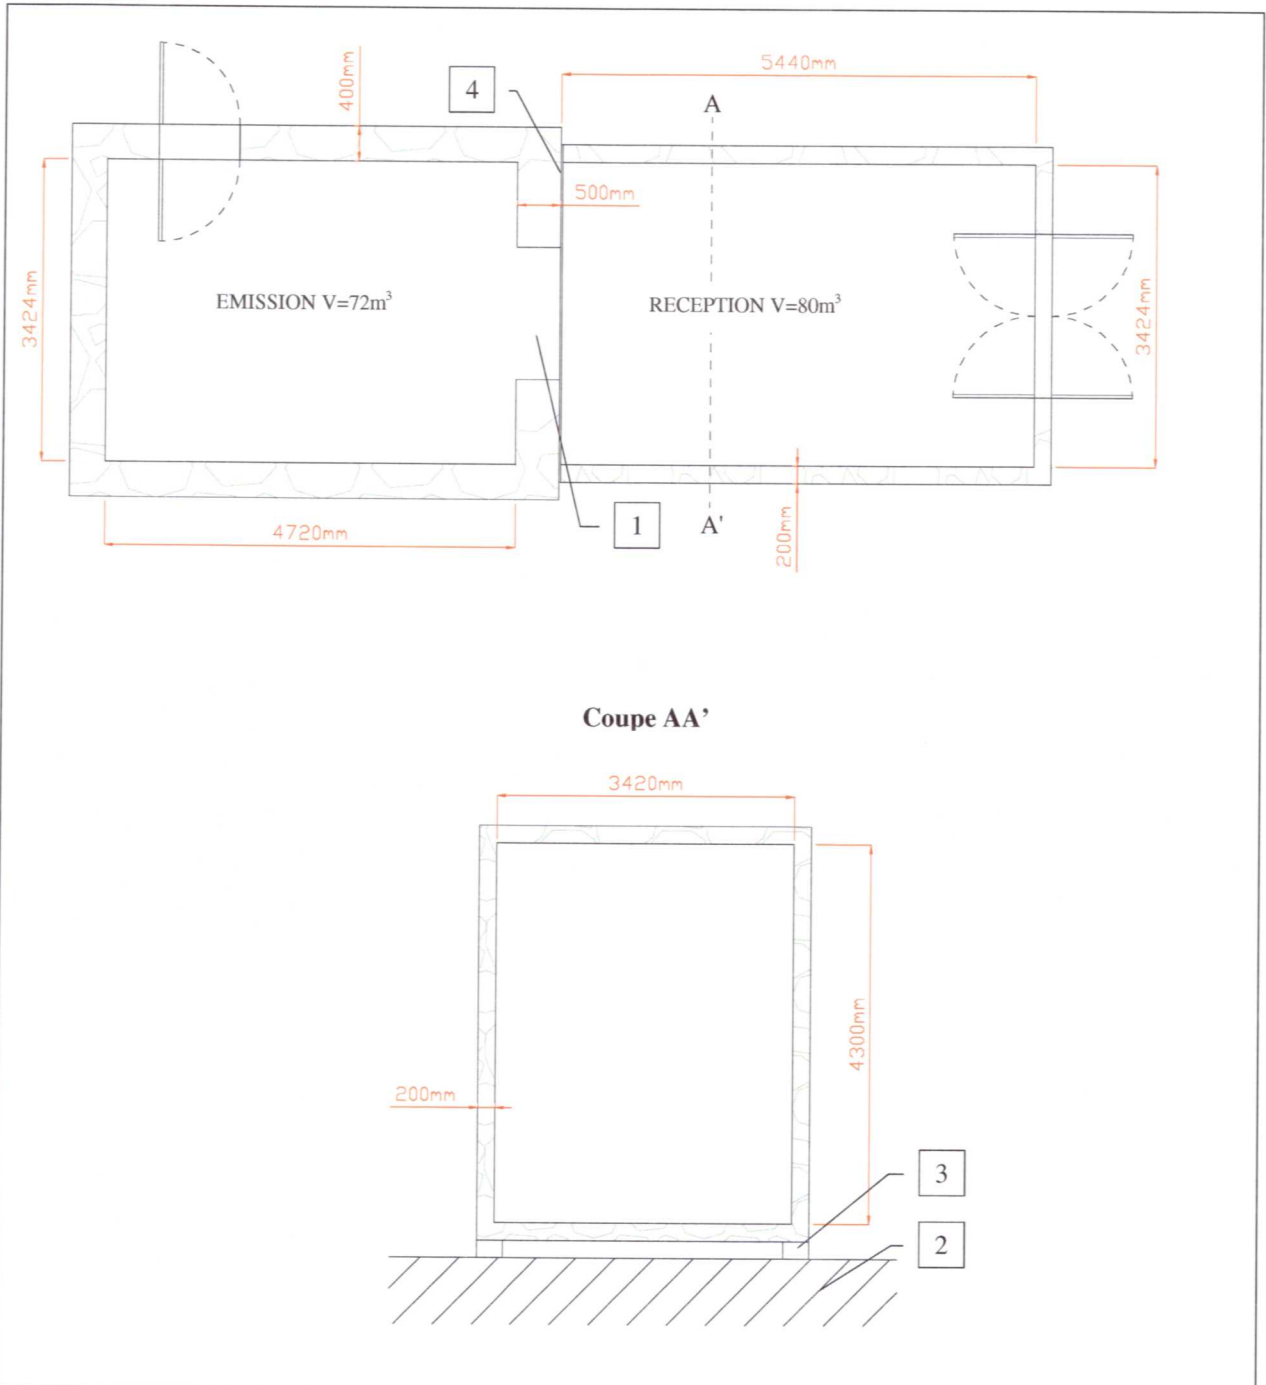 400mm
4
5440mm
A
500mm
3424mm
EMISSION V=72m³
RECEPTION V=80m³
3424mm
4720mm
1
A'
200mm
Coupe AA’
3420mm
4300mm
200mm
3
2